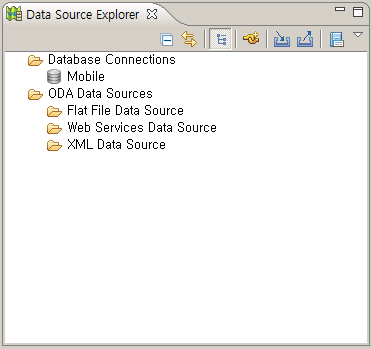 Data Source Explorer
Database Connections
Mobile
ODA Data Sources
Flat File Data Source
Web Services Data Source
XML Data Source